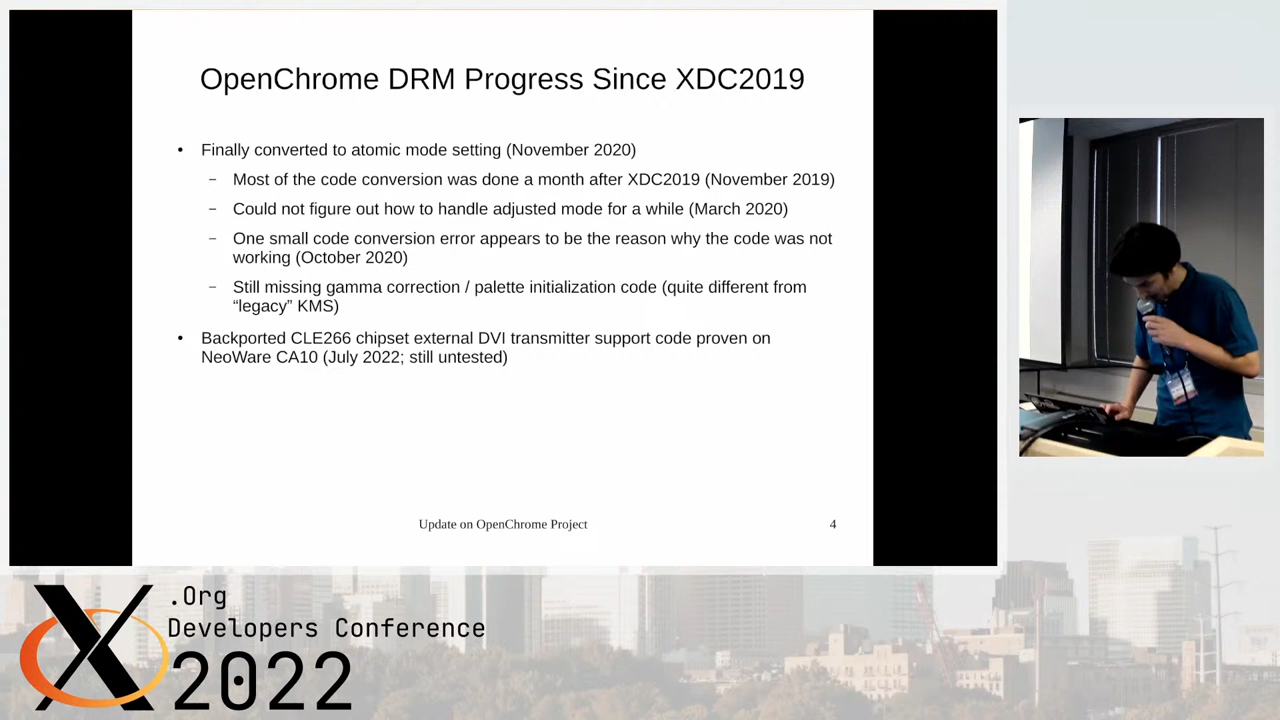 OpenChrome DRM Progress Since XDC2019
• Finally converted to atomic mode setting (November 2020)
– Most of the code conversion was done a month after XDC2019 (November 2019)
– Could not figure out how to handle adjusted mode for a while (March 2020)
– One small code conversion error appears to be the reason why the code was not
working (October 2020)
– Still missing gamma correction / palette initialization code (quite different from
“legacy” KMS)
• Backported CLE266 chipset external DVI transmitter support code proven on
NeoWare CA10 (July 2022; still untested)
Update on OpenChrome Project
4
X.Org
Developers Conference
2022